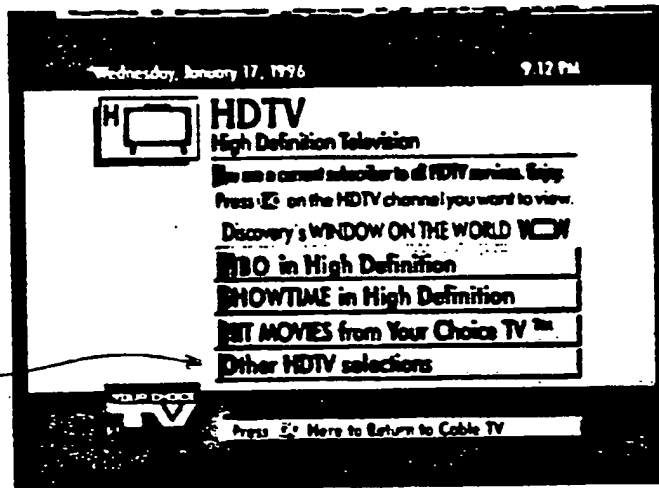 Wednesday, January 17, 1996 9:12 PM
H
HDTV
High Definition Television
You are a current subscriber to all HDTV services. Enjoy.
Press on the HDTV channel you want to view.
Discovery's WINDOW ON THE WORLD
HBO in High Definition
SHOWTIME in High Definition
HIT MOVIES from Your Choice TV™
Other HDTV selections
YOUR CHOICE
TV
Press Here to Return to Cable TV